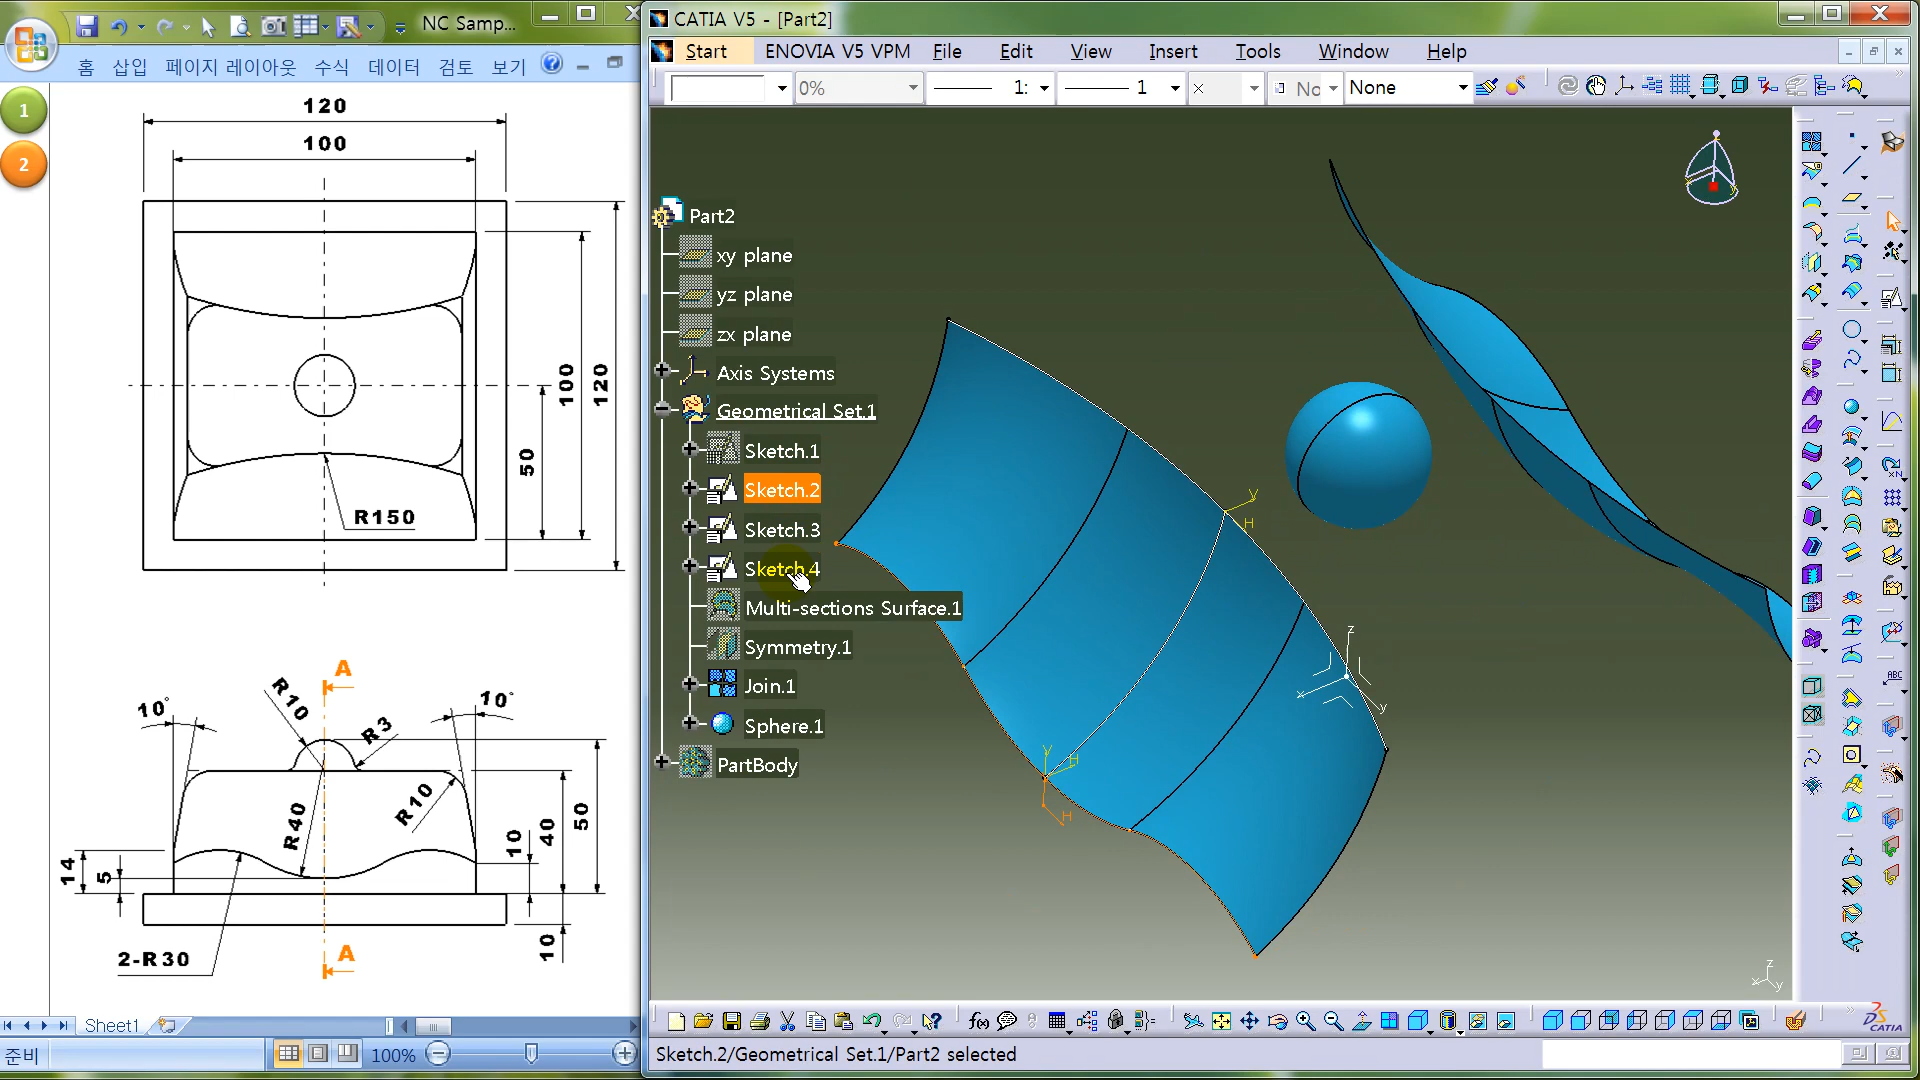 NC Samp...
홈 삽입 페이지 레이아웃 수식 데이터 검토 보기
1
2
120
100
100
120
50
R150
A
10°
R10
R3
10°
R40
R10
14
5
10
40
50
A
10
2-R30
Sheet1
준비
100%
CATIA V5 - [Part2]
Start ENOVIA V5 VPM File Edit View Insert Tools Window Help
0% 1: 1 No None
Part2
xy plane
yz plane
zx plane
Axis Systems
Geometrical Set.1
Sketch.1
Sketch.2
Sketch.3
Sketch.4
Multi-sections Surface.1
Symmetry.1
Join.1
Sphere.1
PartBody
y
H
z
x
y
y
H
H
z
y
ABC
f(x)
CATIA
Sketch.2/Geometrical Set.1/Part2 selected